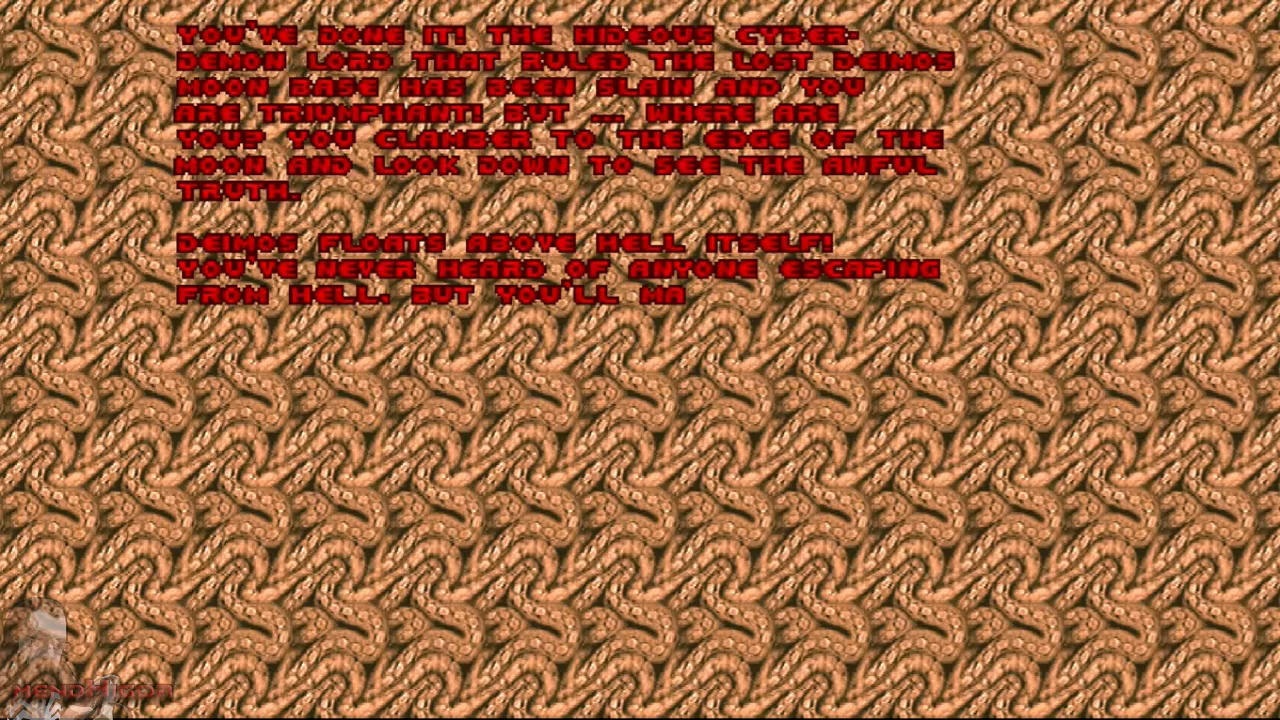 YOU'VE DONE IT! THE HIDEOUS CYBER-
DEMON LORD THAT RULED THE LOST DEIMOS
MOON BASE HAS BEEN SLAIN AND YOU
ARE TRIUMPHANT! BUT ... WHERE ARE
YOU? YOU CLAMBER TO THE EDGE OF THE
MOON AND LOOK DOWN TO SEE THE AWFUL
TRUTH.
DEIMOS FLOATS ABOVE HELL ITSELF!
YOU'VE NEVER HEARD OF ANYONE ESCAPING
FROM HELL, BUT YOU'LL MA